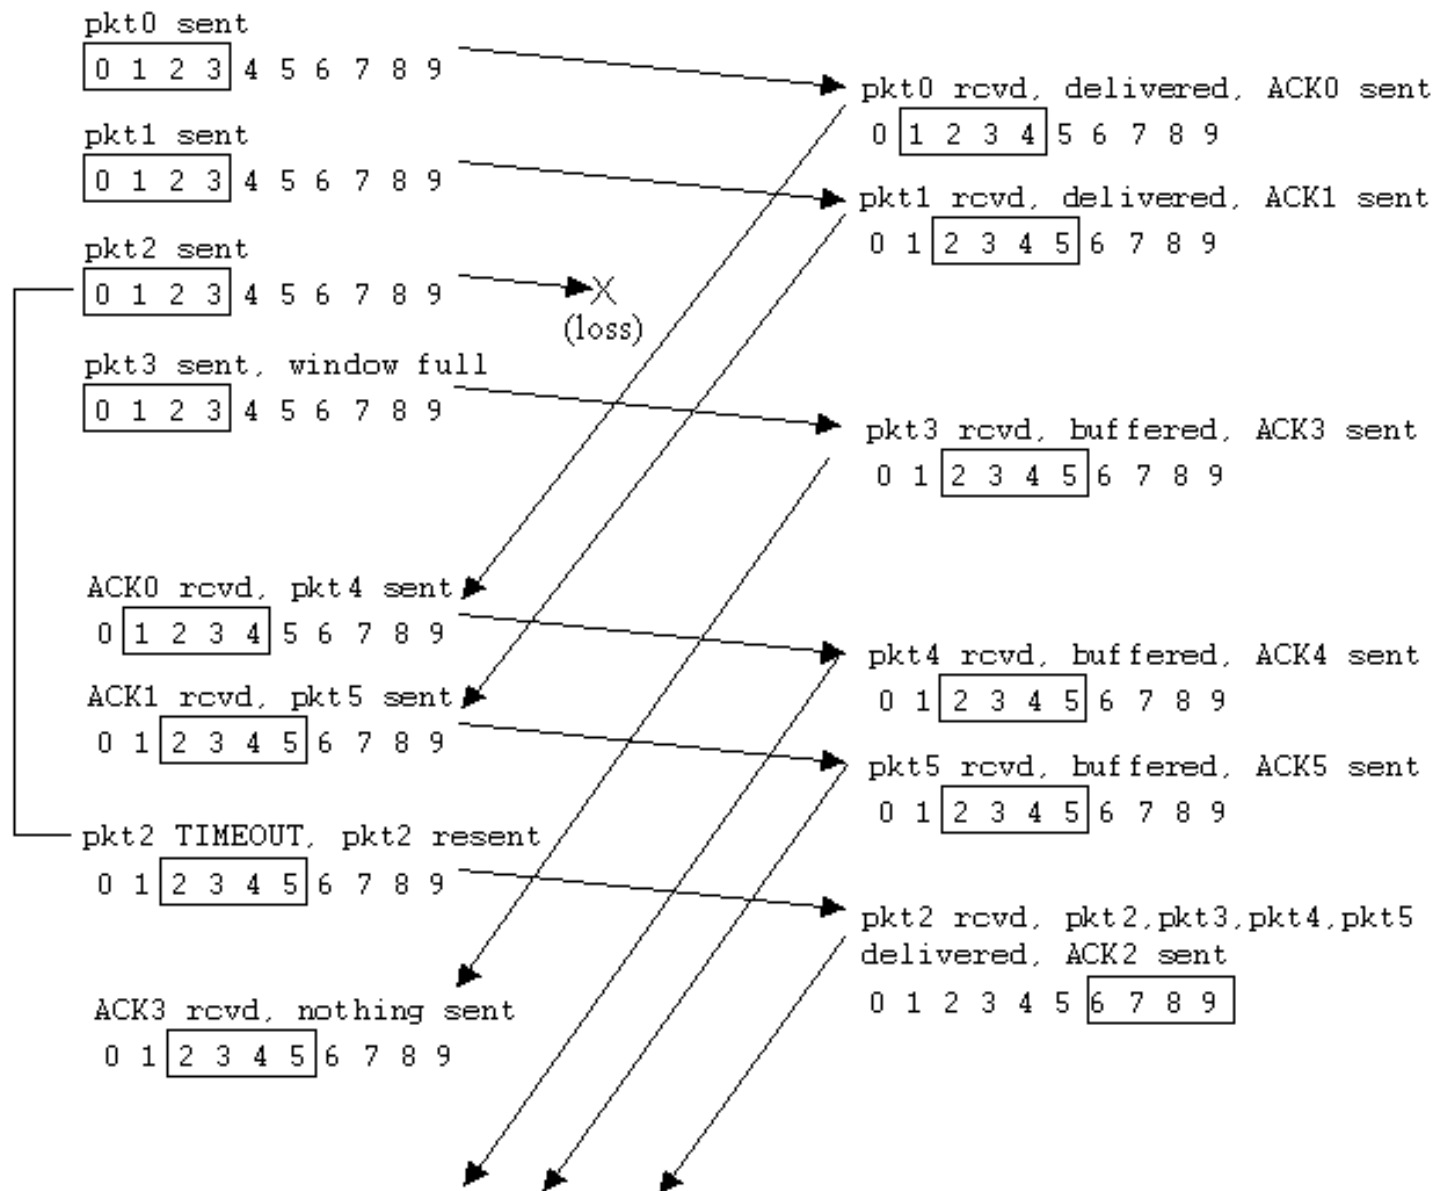 pkt0 sent
0 1 2 3 4 5 6 7 8 9
pkt1 sent
0 1 2 3 4 5 6 7 8 9
pkt2 sent
0 1 2 3 4 5 6 7 8 9
pkt3 sent, window full
0 1 2 3 4 5 6 7 8 9
ACK0 rcvd, pkt4 sent
0 1 2 3 4 5 6 7 8 9
ACK1 rcvd, pkt5 sent
0 1 2 3 4 5 6 7 8 9
pkt2 TIMEOUT, pkt2 resent
0 1 2 3 4 5 6 7 8 9
ACK3 rcvd, nothing sent
0 1 2 3 4 5 6 7 8 9
X
(loss)
pkt0 rcvd, delivered, ACK0 sent
0 1 2 3 4 5 6 7 8 9
pkt1 rcvd, delivered, ACK1 sent
0 1 2 3 4 5 6 7 8 9
pkt3 rcvd, buffered, ACK3 sent
0 1 2 3 4 5 6 7 8 9
pkt4 rcvd, buffered, ACK4 sent
0 1 2 3 4 5 6 7 8 9
pkt5 rcvd, buffered, ACK5 sent
0 1 2 3 4 5 6 7 8 9
pkt2 rcvd, pkt2,pkt3,pkt4,pkt5
delivered, ACK2 sent
0 1 2 3 4 5 6 7 8 9